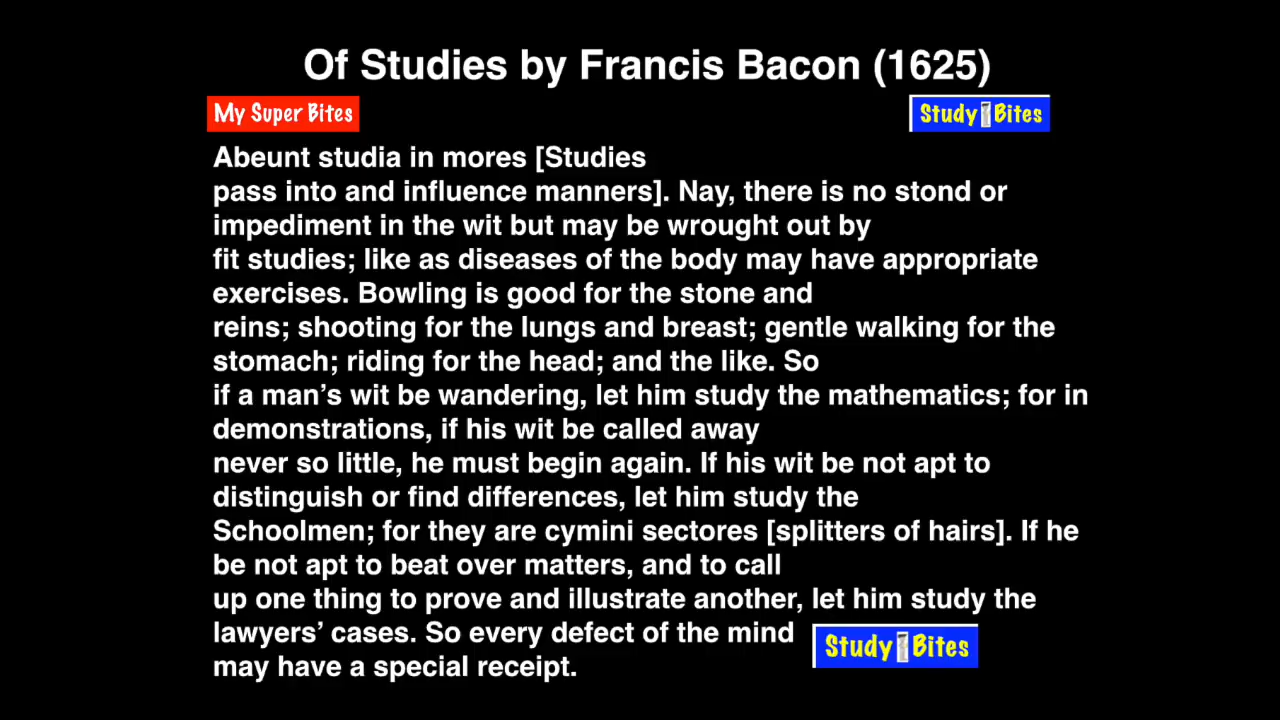 Of Studies by Francis Bacon (1625)
My Super Bites
Study Bites
Abeunt studia in mores [Studies
pass into and influence manners]. Nay, there is no stond or
impediment in the wit but may be wrought out by
fit studies; like as diseases of the body may have appropriate
exercises. Bowling is good for the stone and
reins; shooting for the lungs and breast; gentle walking for the
stomach; riding for the head; and the like. So
if a man’s wit be wandering, let him study the mathematics; for in
demonstrations, if his wit be called away
never so little, he must begin again. If his wit be not apt to
distinguish or find differences, let him study the
Schoolmen; for they are cymini sectores [splitters of hairs]. If he
be not apt to beat over matters, and to call
up one thing to prove and illustrate another, let him study the
lawyers’ cases. So every defect of the mind
may have a special receipt.
Study Bites